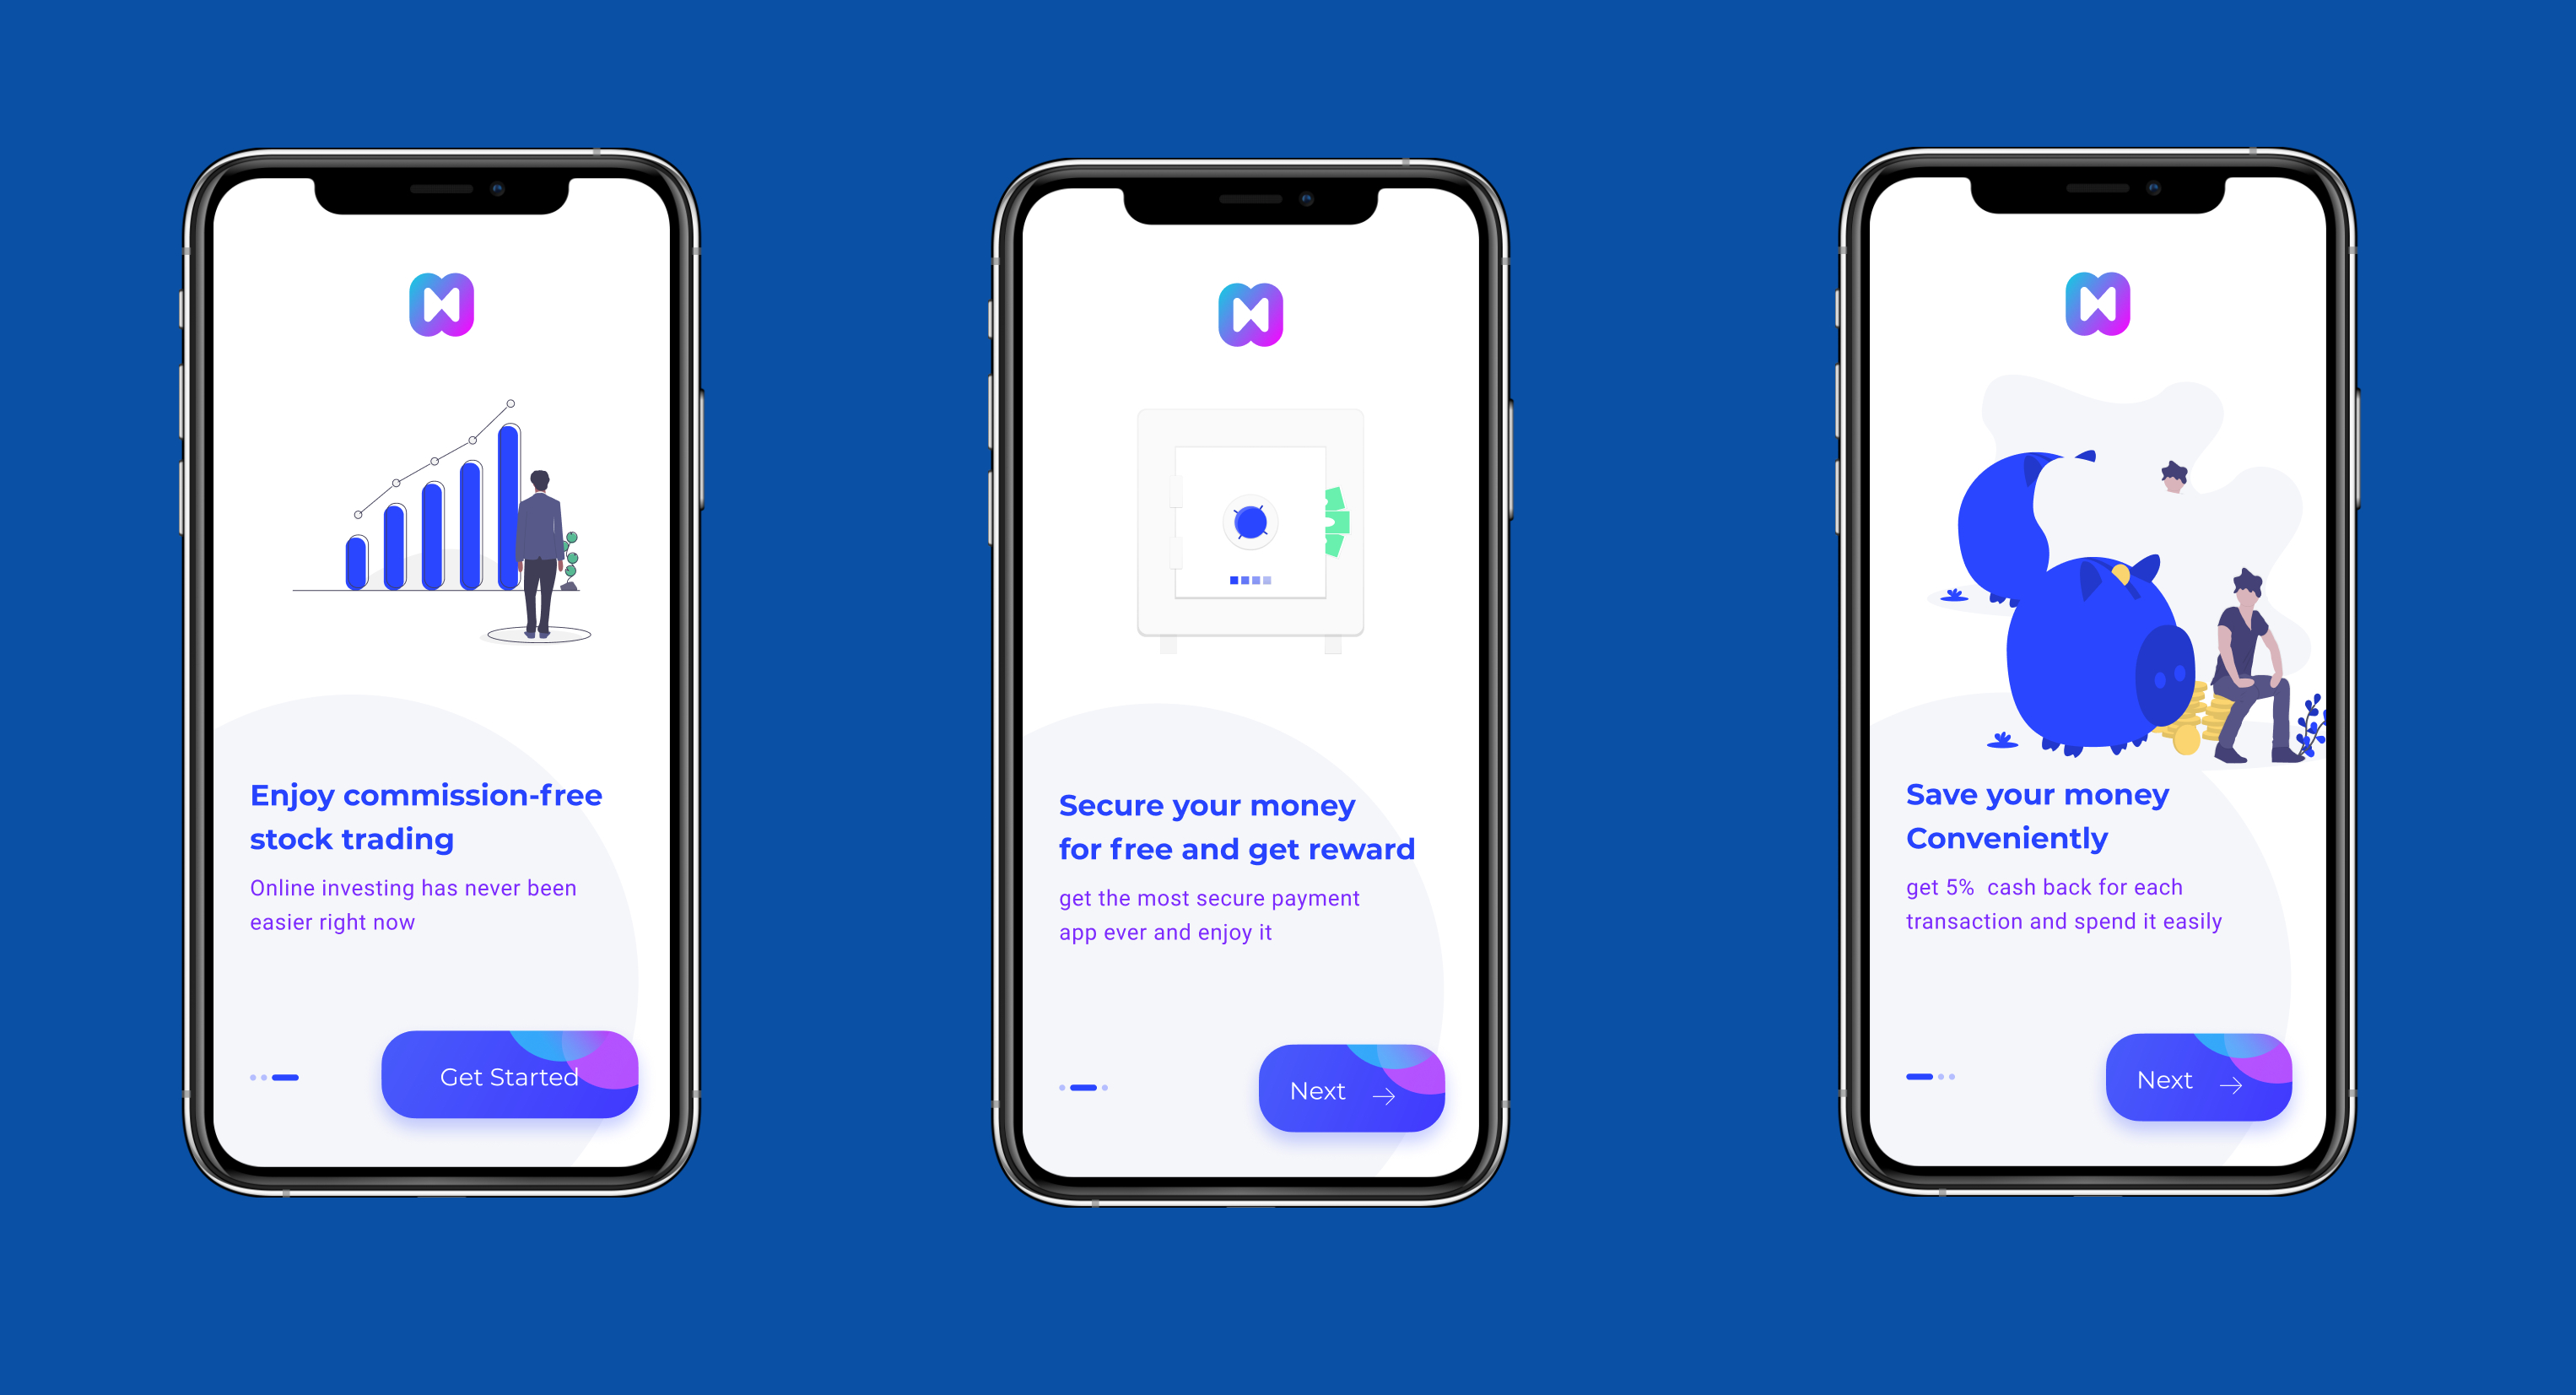 Enjoy commission-free
stock trading
Online investing has never been
easier right now
Get Started
Secure your money
for free and get reward
get the most secure payment
app ever and enjoy it
Next
Save your money
Conveniently
get 5% cash back for each
transaction and spend it easily
Next